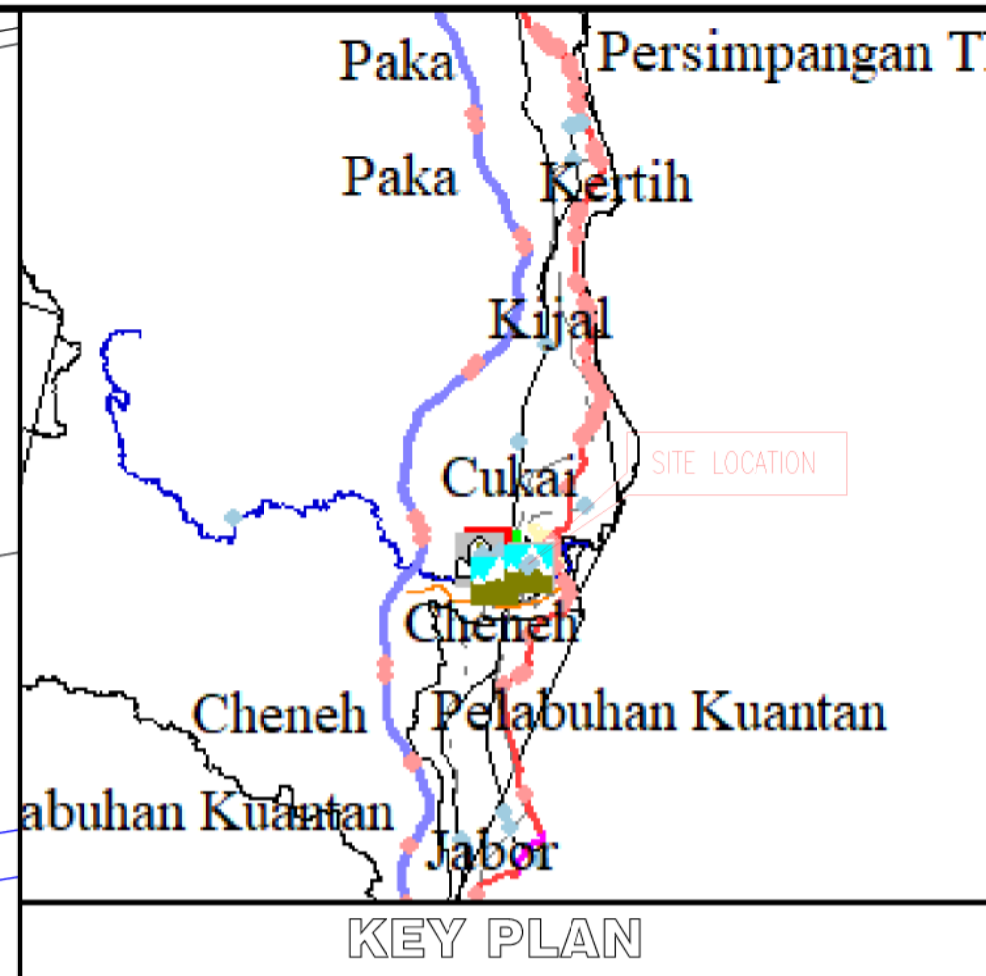 Paka
Persimpangan T
Paka
Kertih
Kijal
SITE LOCATION
Cukai
Cheneh
Cheneh
Pelabuhan Kuantan
abuhan Kuantan
Jabor
KEY PLAN